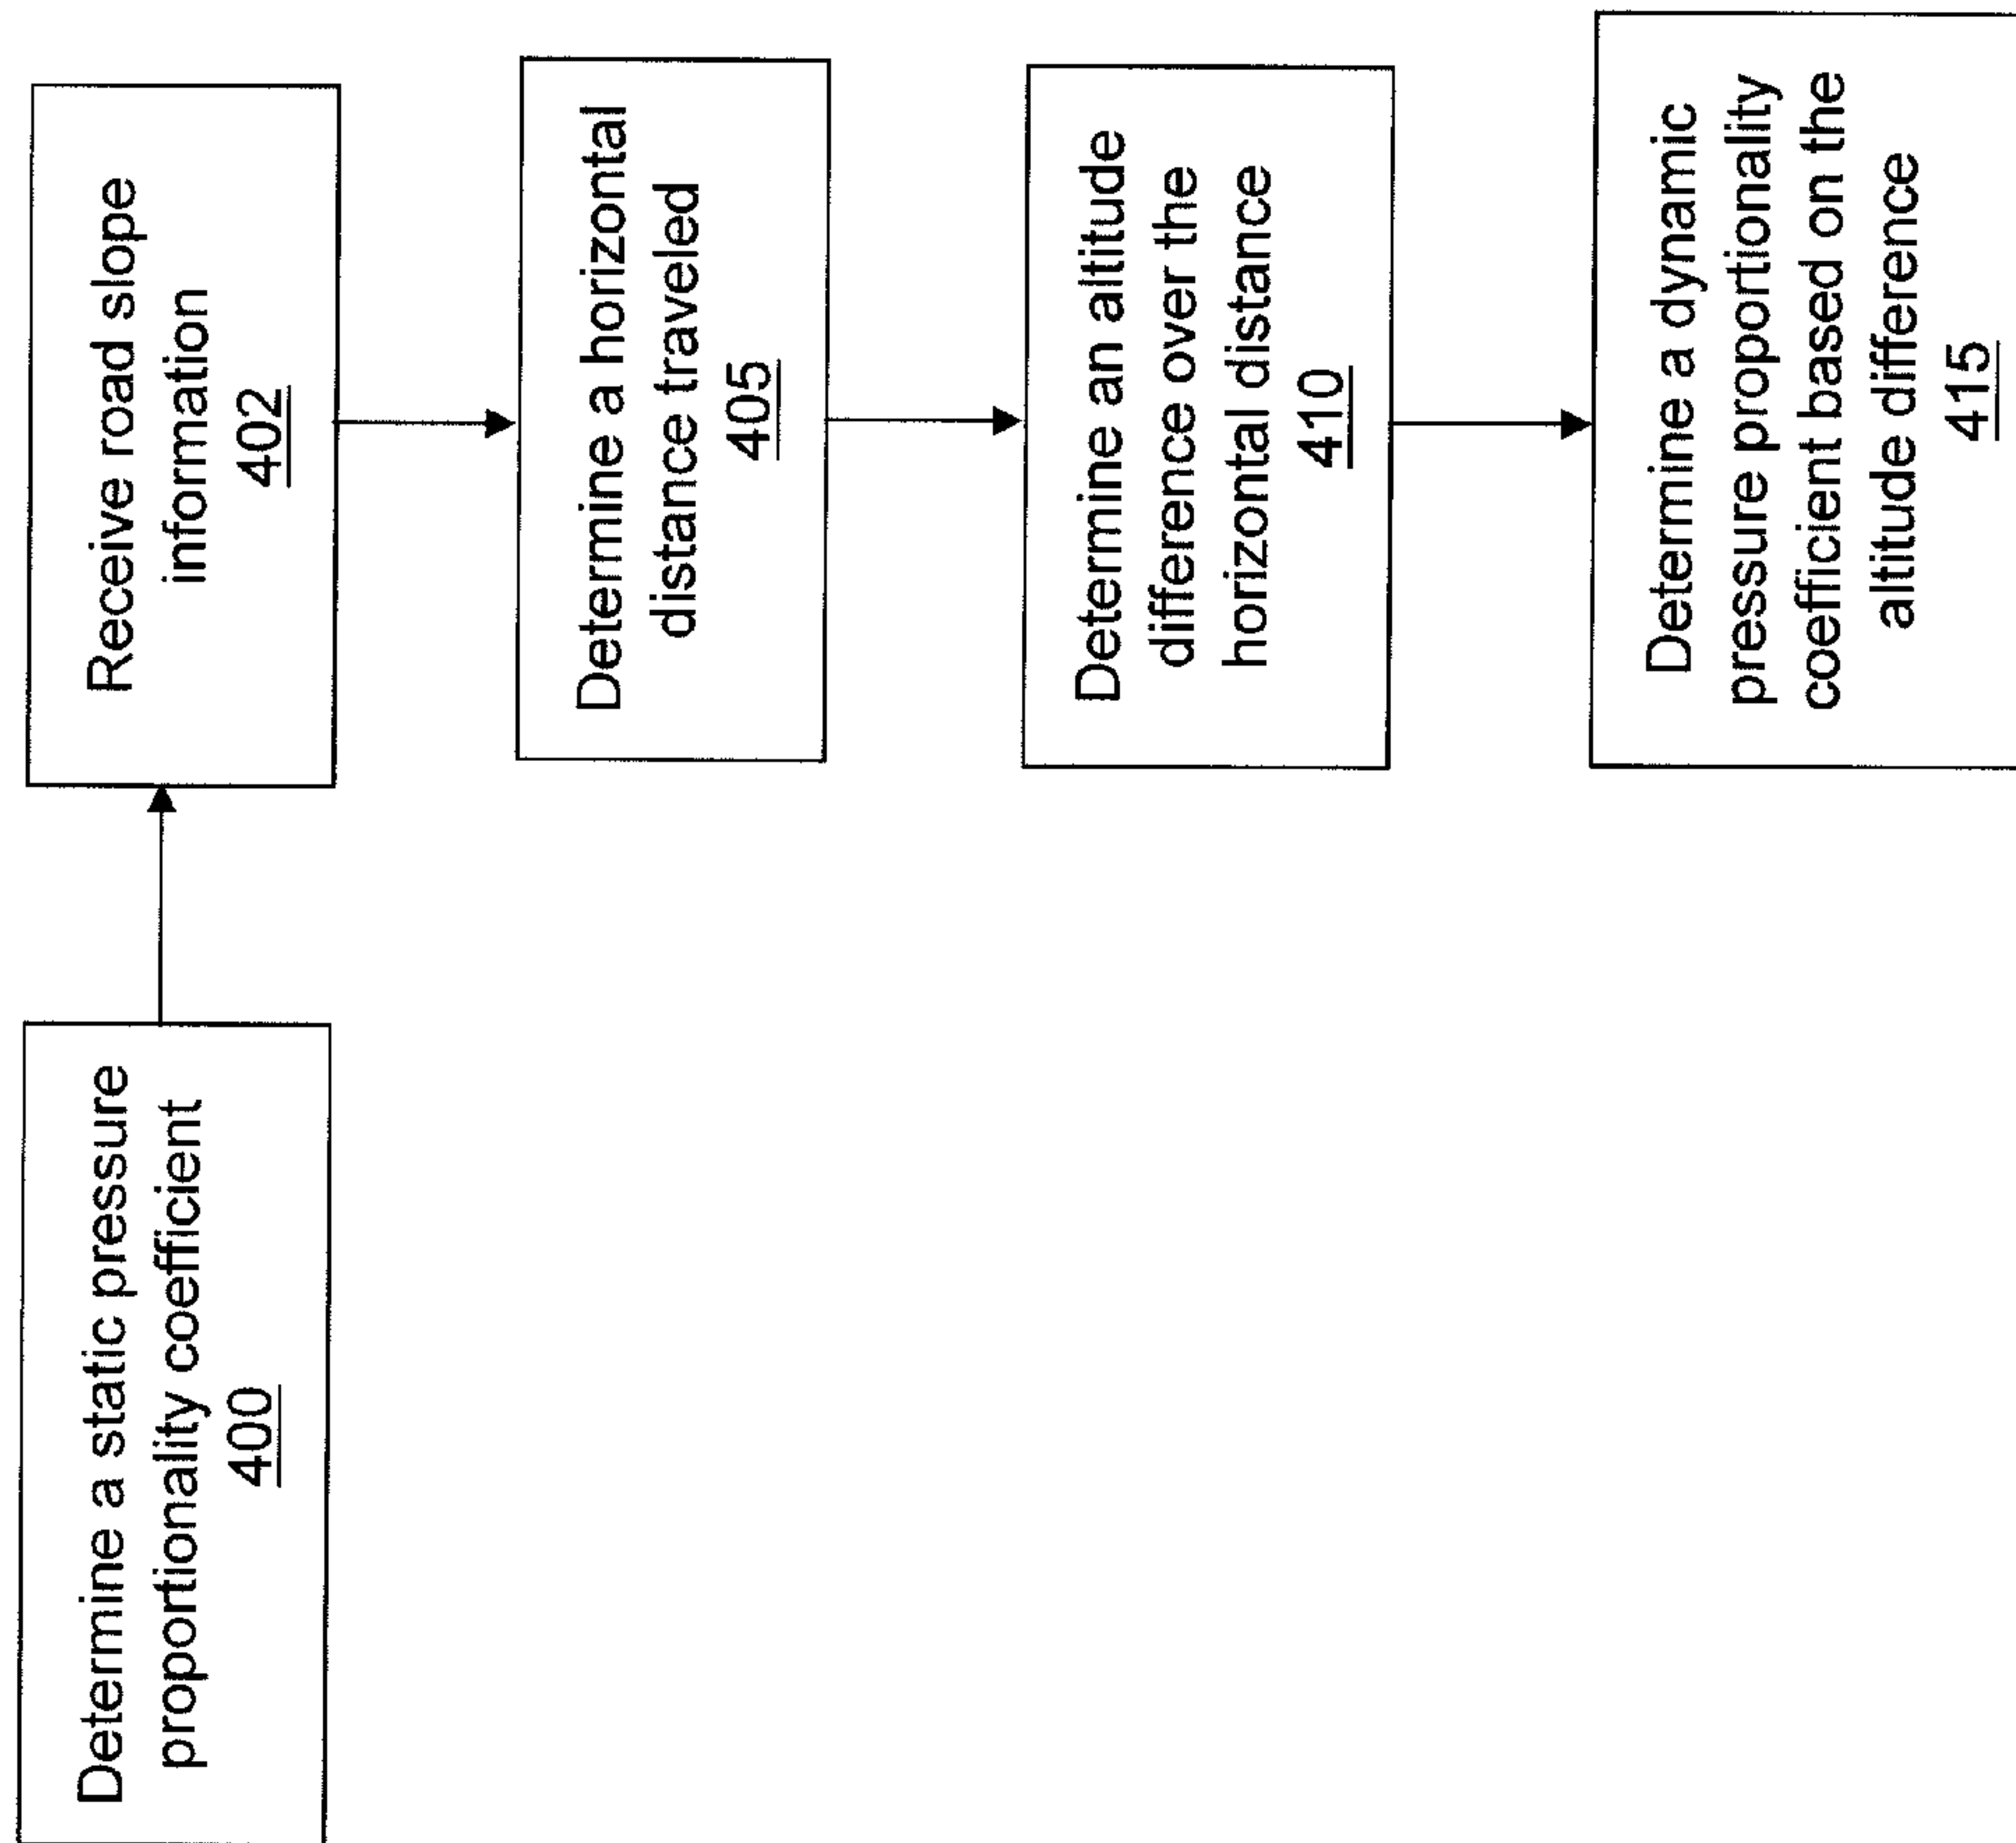 Determine a static pressure
proportionality coefficient
400
Receive road slope
information
402
Determine a horizontal
distance traveled
405
Determine an altitude
difference over the
horizontal distance
410
Determine a dynamic
pressure proportionality
coefficient based on the
altitude difference
415